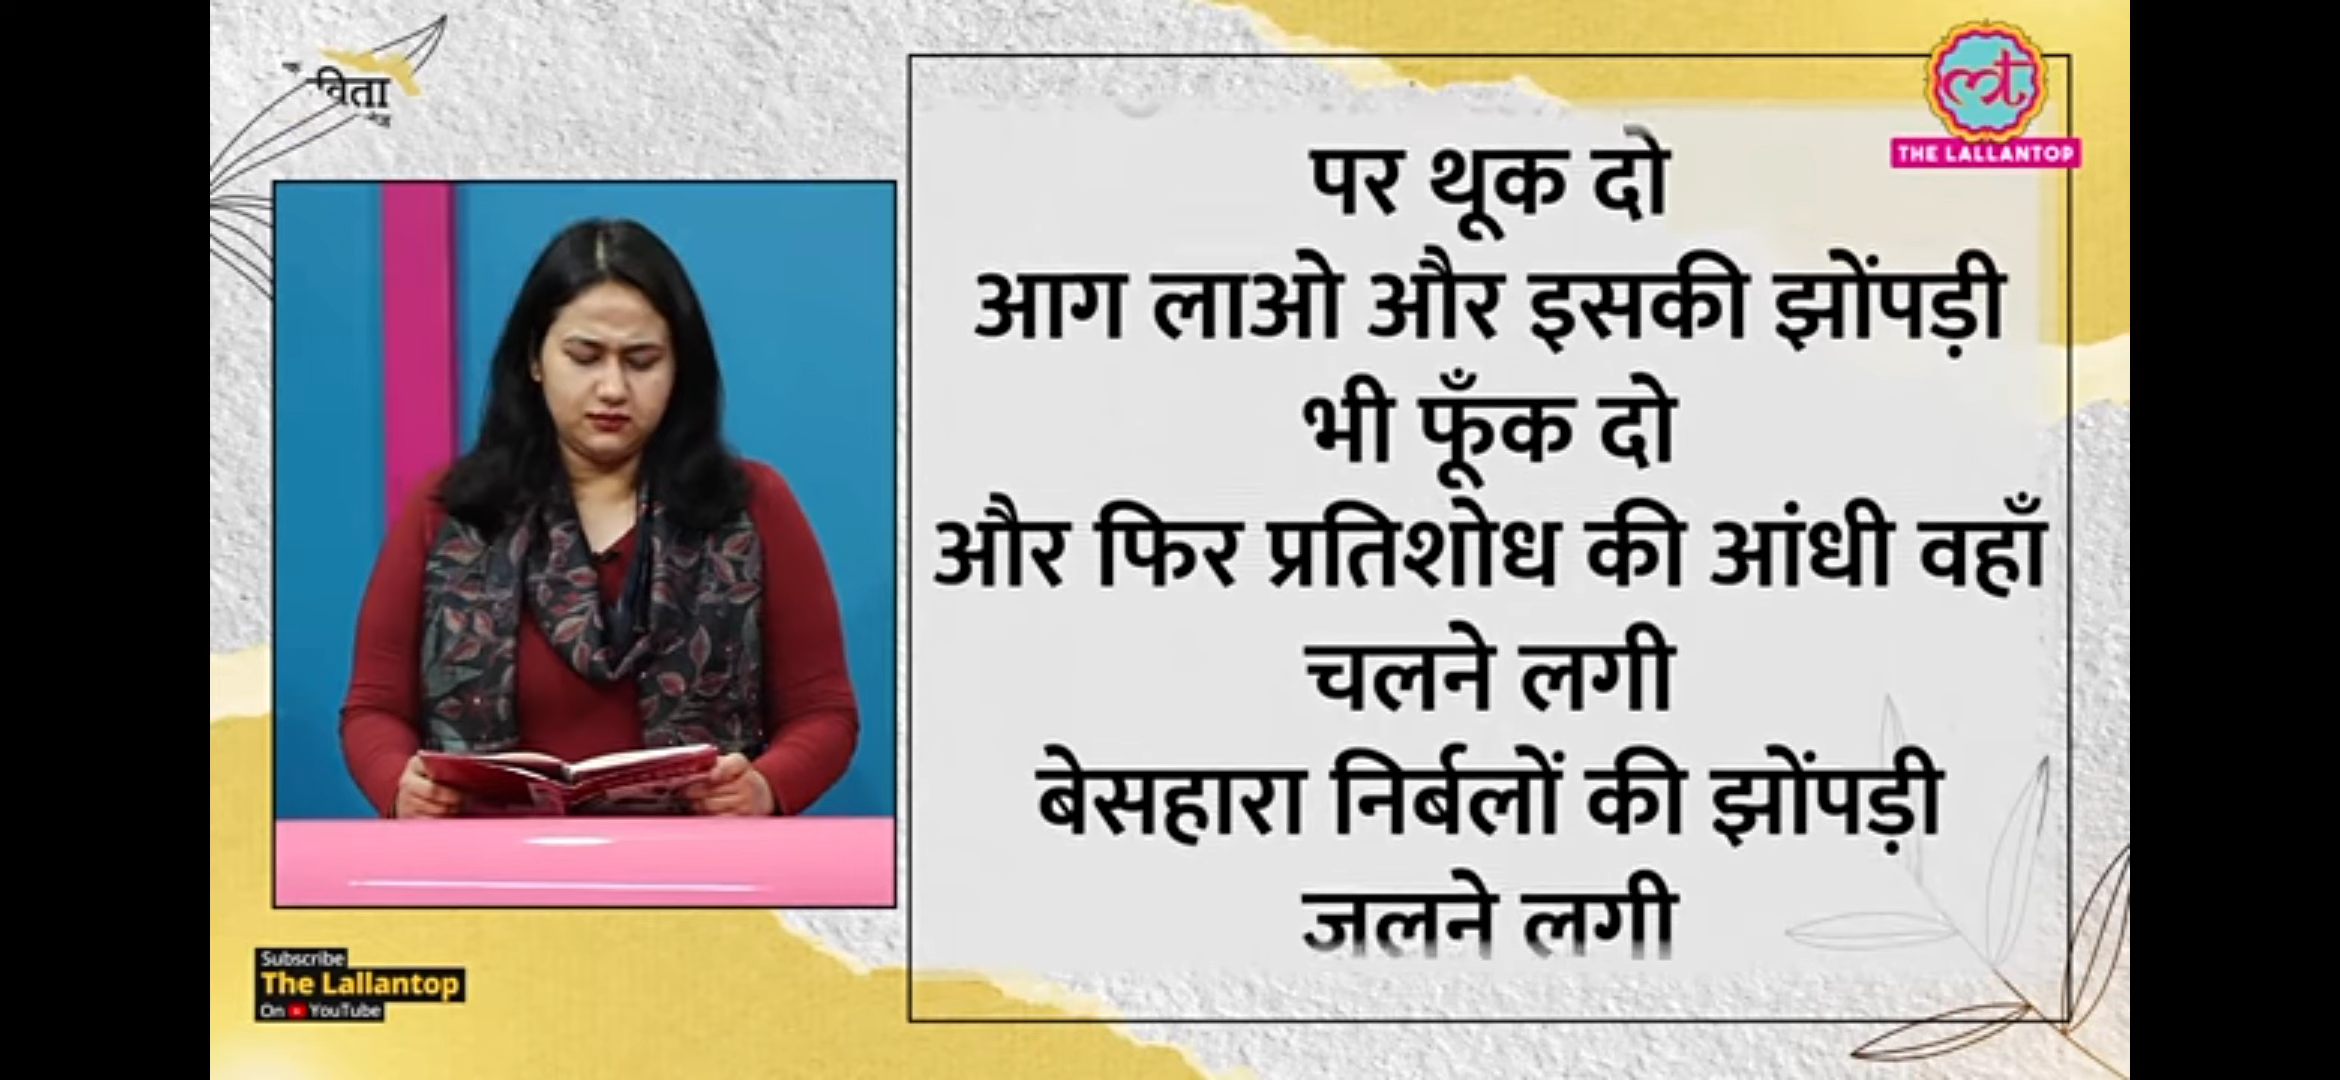 विता
THE LALLANTOP
पर थूक दो
आग लाओ और इसकी झोंपड़ी
भी फूँक दो
और फिर प्रतिशोध की आंधी वहाँ
चलने लगी
बेसहारा निर्बलों की झोंपड़ी
जलने लगी
Subscribe
The Lallantop
On YouTube